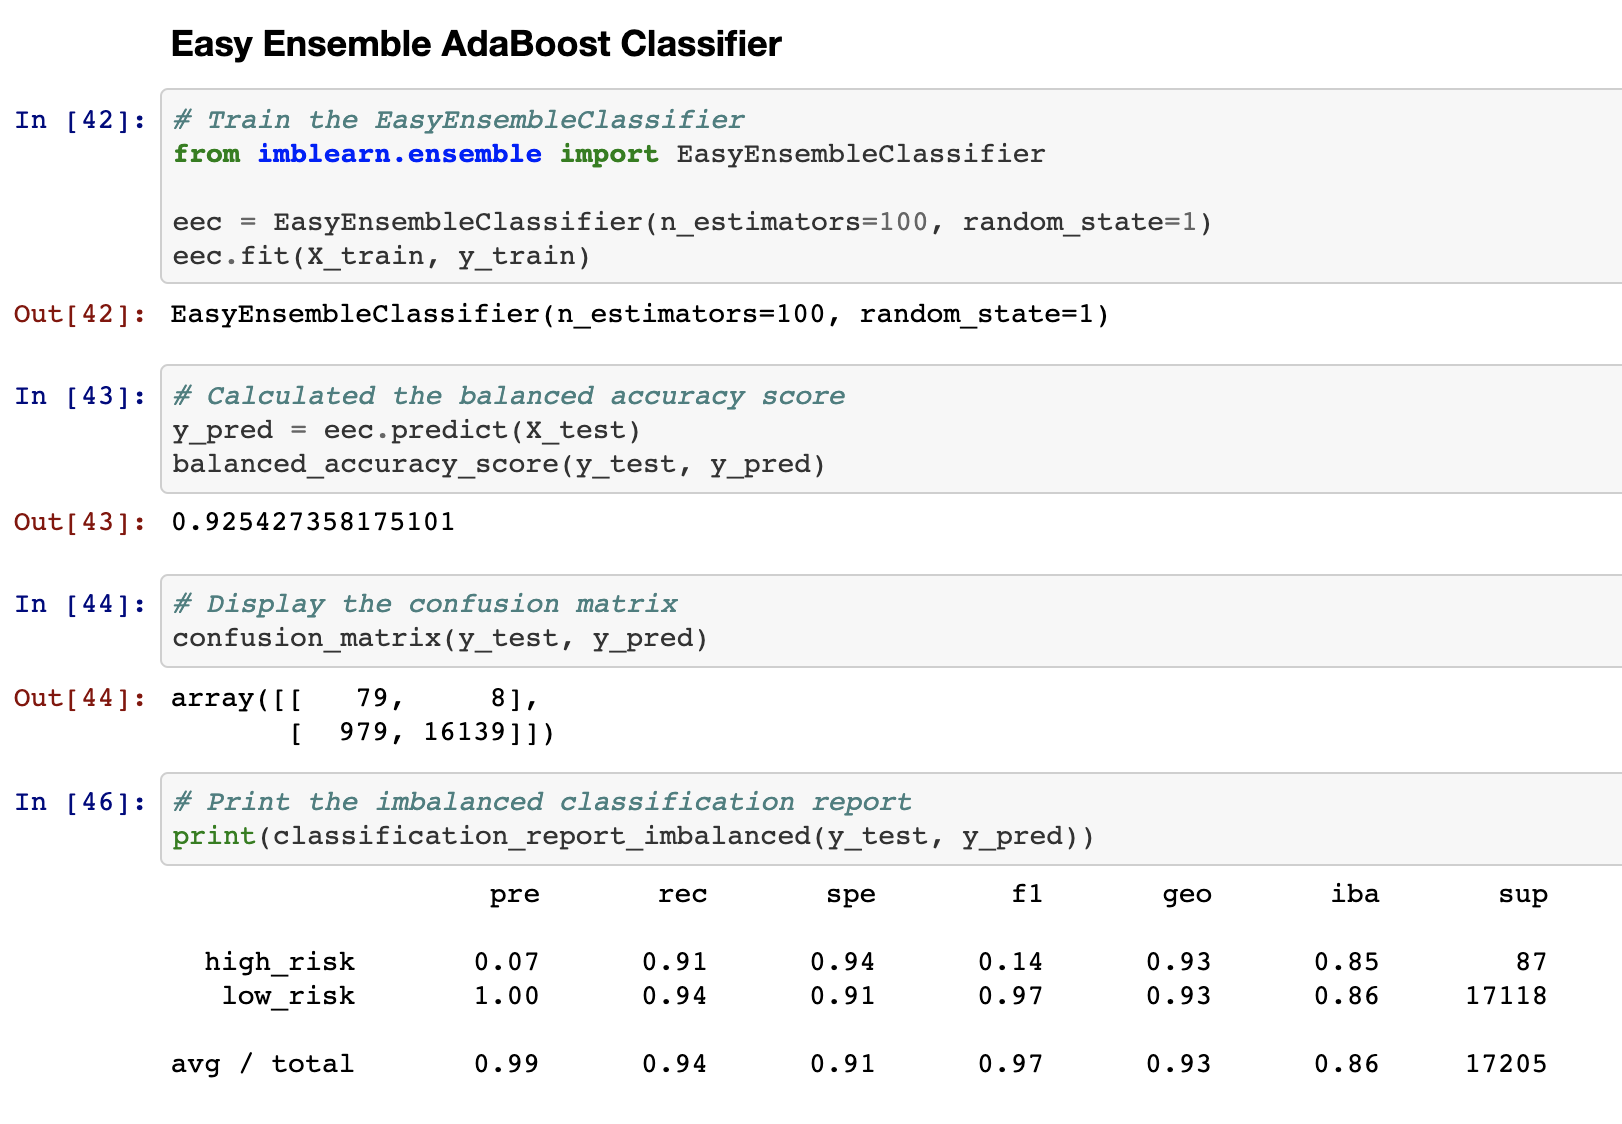 Easy Ensemble AdaBoost Classifier
In [42]: # Train the EasyEnsembleClassifier
from imblearn.ensemble import EasyEnsembleClassifier
eec = EasyEnsembleClassifier(n_estimators=100, random_state=1)
eec.fit(X_train, y_train)
Out[42]: EasyEnsembleClassifier(n_estimators=100, random_state=1)
In [43]: # Calculated the balanced accuracy score
y_pred = eec.predict(X_test)
balanced_accuracy_score(y_test, y_pred)
Out[43]: 0.925427358175101
In [44]: # Display the confusion matrix
confusion_matrix(y_test, y_pred)
Out[44]: array([[   79,     8],
       [  979, 16139]])
In [46]: # Print the imbalanced classification report
print(classification_report_imbalanced(y_test, y_pred))
pre rec spe f1 geo iba sup
high_risk 0.07 0.91 0.94 0.14 0.93 0.85 87
low_risk 1.00 0.94 0.91 0.97 0.93 0.86 17118
avg / total 0.99 0.94 0.91 0.97 0.93 0.86 17205